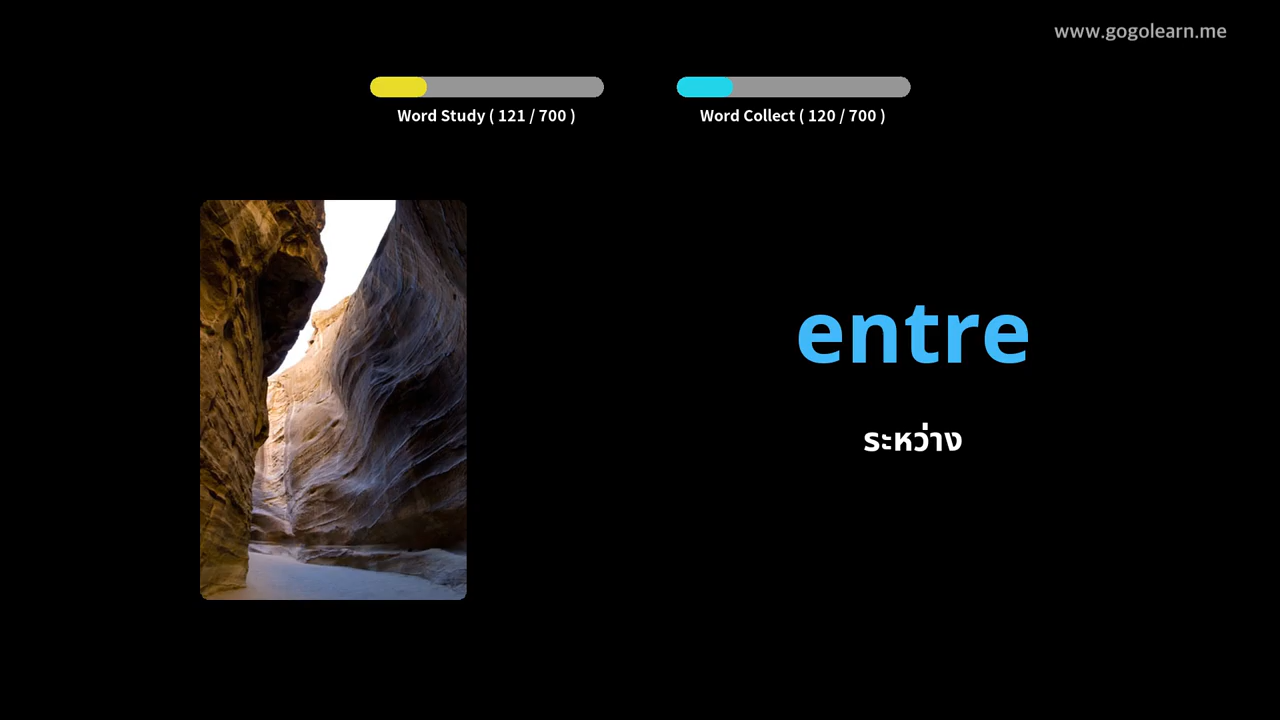 www.gogolearn.me
Word Study ( 121 / 700 )
Word Collect ( 120 / 700 )
entre
ระหว่าง